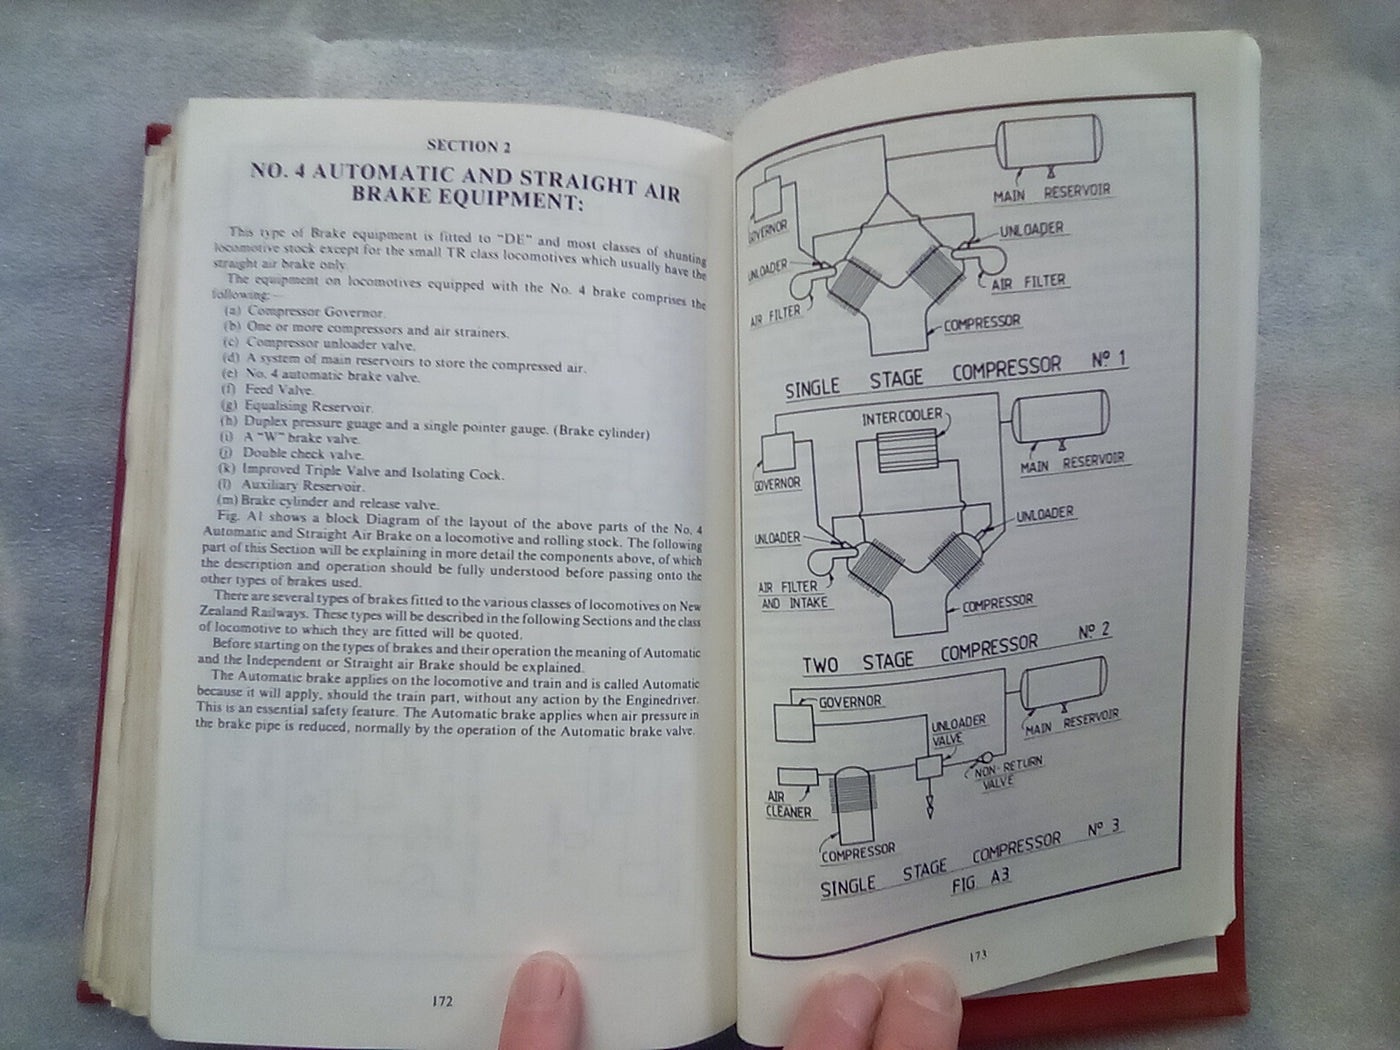 SECTION 2
NO. 4 AUTOMATIC AND STRAIGHT AIR
BRAKE EQUIPMENT:
This type of Brake equipment is fitted to "DE" and most classes of shunting
locomotive stock except for the small TR class locomotives which usually have the
straight air brake only.
The equipment on locomotives equipped with the No. 4 brake comprises the
following:—
(a) Compressor Governor.
(b) One or more compressors and air strainers.
(c) Compressor unloader valve.
(d) A system of main reservoirs to store the compressed air.
(e) No. 4 automatic brake valve.
(f) Feed Valve.
(g) Equalising Reservoir.
(h) Duplex pressure guage and a single pointer gauge. (Brake cylinder)
(i) A "W" brake valve.
(j) Double check valve.
(k) Improved Triple Valve and Isolating Cock.
(l) Auxiliary Reservoir.
(m) Brake cylinder and release valve.
Fig. A1 shows a block Diagram of the layout of the above parts of the No. 4
Automatic and Straight Air Brake on a locomotive and rolling stock. The following
part of this Section will be explaining in more detail the components above, of which
the description and operation should be fully understood before passing onto the
other types of brakes used.
There are several types of brakes fitted to the various classes of locomotives on New
Zealand Railways. These types will be described in the following Sections and the class
of locomotive to which they are fitted will be quoted.
Before starting on the types of brakes and their operation the meaning of Automatic
and the Independent or Straight air Brake should be explained.
The Automatic brake applies on the locomotive and train and is called Automatic
because it will apply, should the train part, without any action by the Enginedriver.
This is an essential safety feature. The Automatic brake applies when air pressure in
the brake pipe is reduced, normally by the operation of the Automatic brake valve.
172
MAIN RESERVOIR
GOVERNOR
UNLOADER
UNLOADER
AIR FILTER
AIR FILTER
COMPRESSOR
SINGLE STAGE COMPRESSOR Nº 1
INTERCOOLER
MAIN RESERVOIR
GOVERNOR
UNLOADER
UNLOADER
AIR FILTER
AND INTAKE
COMPRESSOR
TWO STAGE COMPRESSOR Nº 2
GOVERNOR
MAIN RESERVOIR
UNLOADER
VALVE
NON-RETURN
VALVE
AIR
CLEANER
COMPRESSOR
SINGLE STAGE COMPRESSOR Nº 3
FIG A3
173